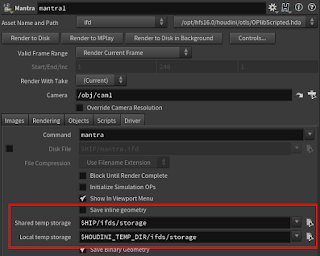 Mantra mantra1
Asset Name and Path ifd /opt/hfs16.0/houdini/otls/OPlibScripted.hda
Render to Disk Render to MPlay Render to Disk in Background Controls...
Valid Frame Range Render Current Frame
Start/End/Inc 1 240 1
Render With Take (Current)
Camera /obj/cam1
Override Camera Resolution
Images Rendering Objects Scripts Driver
Command mantra
Disk File $HIP/mantra.ifd
File Compression Use Filename Extension
Block Until Render Complete
Initialize Simulation OPs
Show In Viewport Menu
Save inline geometry
Shared temp storage $HIP/ifds/storage
Local temp storage $HOUDINI_TEMP_DIR/ifds/storage
Save Binary Geometry